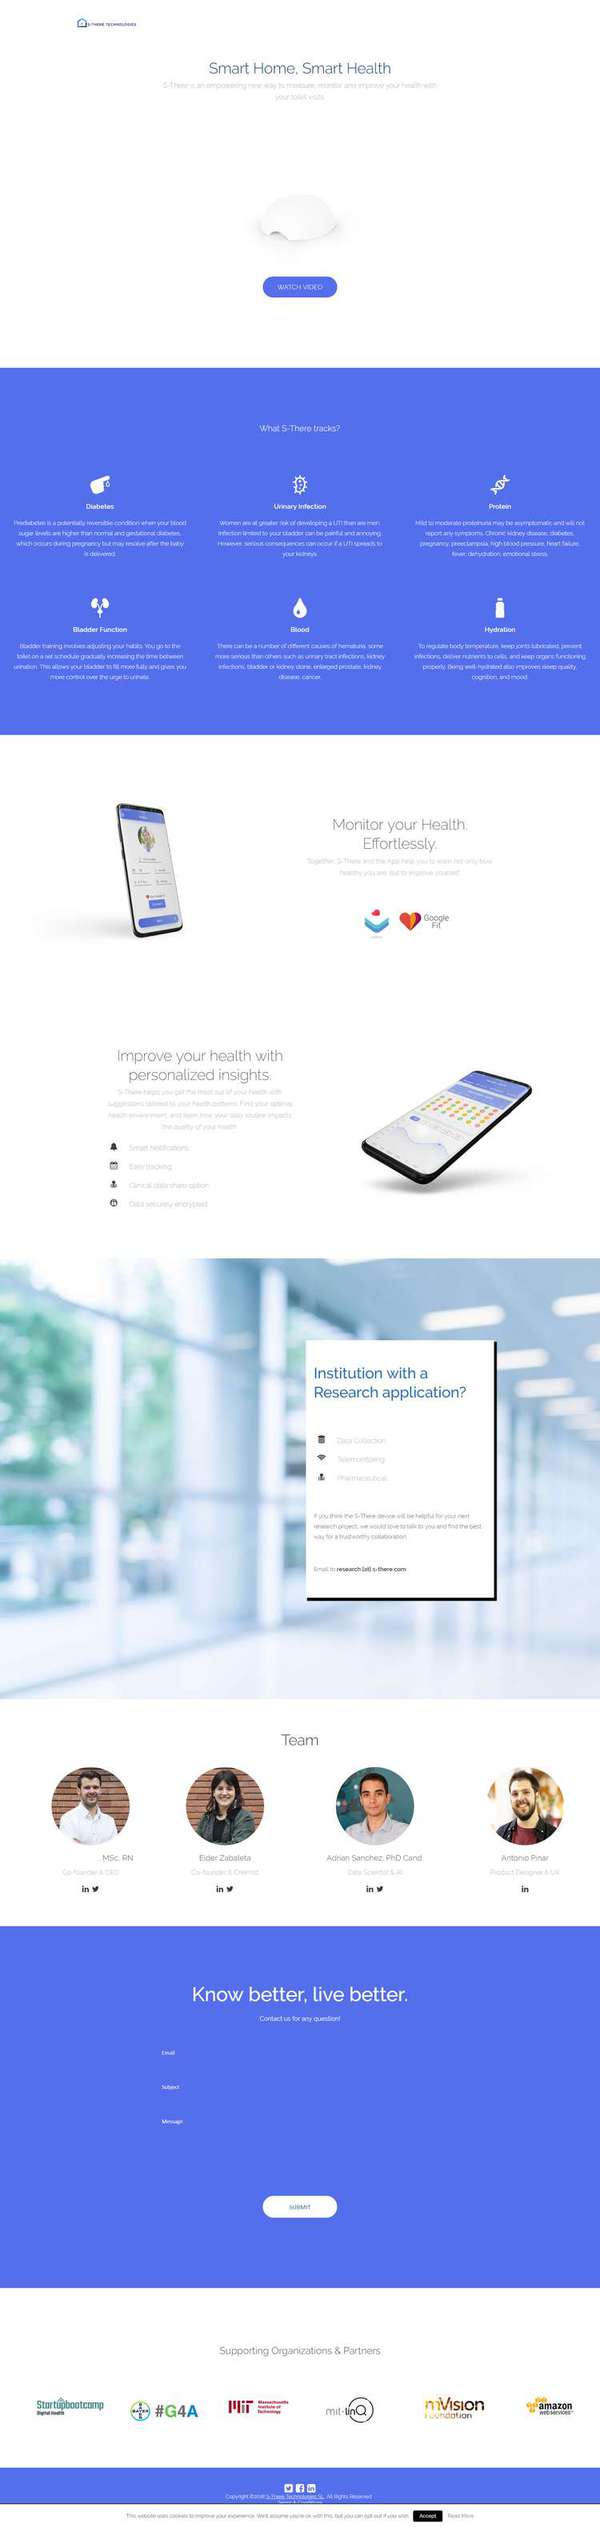 S-THERE TECHNOLOGIES
Smart Home, Smart Health
S-There is an empowering new way to measure, monitor and improve your health with
your toilet visits.
WATCH VIDEO
What S-There tracks?
Diabetes
Prediabetes is a potentially reversible condition when your blood
sugar levels are higher than normal and gestational diabetes,
which occurs during pregnancy but may resolve after the baby
is delivered.
Urinary Infection
Women are at greater risk of developing a UTI than are men.
Infection limited to your bladder can be painful and annoying.
However, serious consequences can occur if a UTI spreads to
your kidneys.
Protein
Mild to moderate proteinuria may be asymptomatic and will not
report any symptoms. Chronic kidney disease, diabetes,
pregnancy, preeclampsia, high blood pressure, heart failure,
fever, dehydration, emotional stress.
Bladder Function
Bladder training involves adjusting your habits. You go to the
toilet on a set schedule gradually increasing the time between
urination. This allows your bladder to fill more fully and gives you
more control over the urge to urinate.
Blood
There can be a number of different causes of hematuria, some
more serious than others such as urinary tract infections, kidney
infections, bladder or kidney stone, enlarged prostate, kidney
disease, cancer.
Hydration
To regulate body temperature, keep joints lubricated, prevent
infections, deliver nutrients to cells, and keep organs functioning
properly. Being well-hydrated also improves sleep quality,
cognition, and mood.
Monitor your Health.
Effortlessly.
Together, S-There and the App help you to learn not only how
healthy you are, but to improve yourself.
Google
Fit
Improve your health with
personalized insights.
S-There helps you get the most out of your health with
suggestions tailored to your health patterns. Find your optimal
health environment, and learn how your daily routine impacts
the quality of your health.
Smart Notifications
Easy tracking
Clinical data share option
Data securely encrypted
Institution with a
Research application?
Data Collection
Telemonitoring
Pharmaceutical
If you think the S-There device will be helpful for your next
research project, we would love to talk to you and find the best
way for a trustworthy collaboration.
Email to research [at] s-there.com
Team
MSc, RN
Co-founder & CEO
Eider Zabaleta
Co-founder & Chemist
Adrian Sanchez, PhD Cand
Data Scientist & AI
Antonio Pinar
Product Designer & UX
Know better, live better.
Contact us for any question!
Email
Subject
Message
SUBMIT
Supporting Organizations & Partners
Startupbootcamp
Digital Health
BAYER
#G4A
MIT
Massachusetts
Institute of
Technology
mit-linQ
mVision
Foundation
amazon
webservices
Copyright ©2018 S-There Technologies SL. All Rights Reserved
Terms & Conditions
This website uses cookies to improve your experience. We'll assume you're ok with this, but you can opt-out if you wish.
Accept
Read More